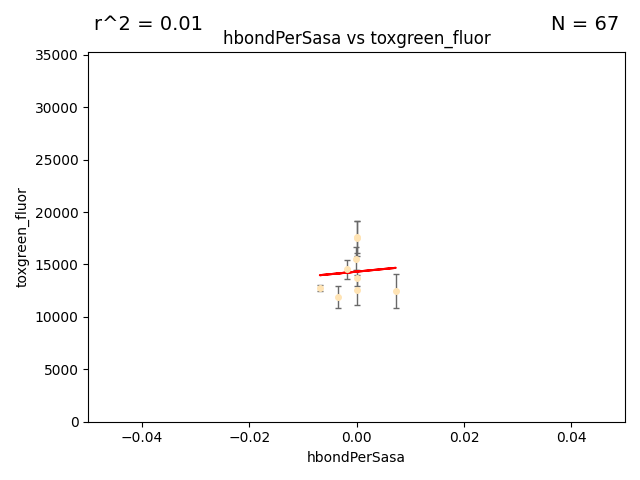 r^2 = 0.01
N = 67
hbondPerSasa vs toxgreen_fluor
35000
30000
25000
20000
15000
10000
5000
0
toxgreen_fluor
−0.04
−0.02
0.00
0.02
0.04
hbondPerSasa